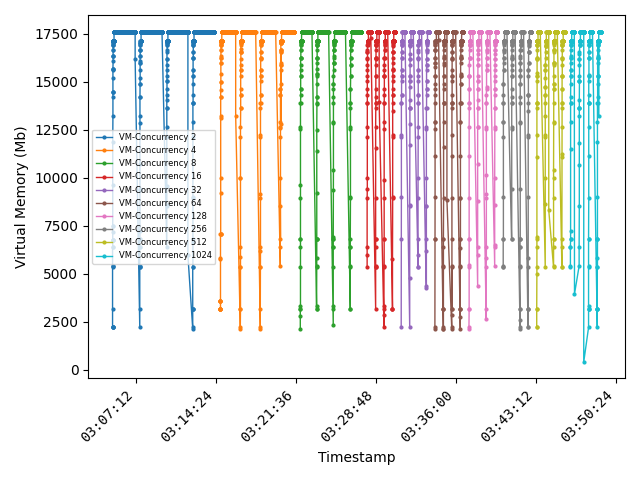 17500
15000
12500
10000
7500
5000
2500
0
Virtual Memory (Mb)
VM-Concurrency 2
VM-Concurrency 4
VM-Concurrency 8
VM-Concurrency 16
VM-Concurrency 32
VM-Concurrency 64
VM-Concurrency 128
VM-Concurrency 256
VM-Concurrency 512
VM-Concurrency 1024
03:07:12
03:14:24
03:21:36
03:28:48
03:36:00
03:43:12
03:50:24
Timestamp